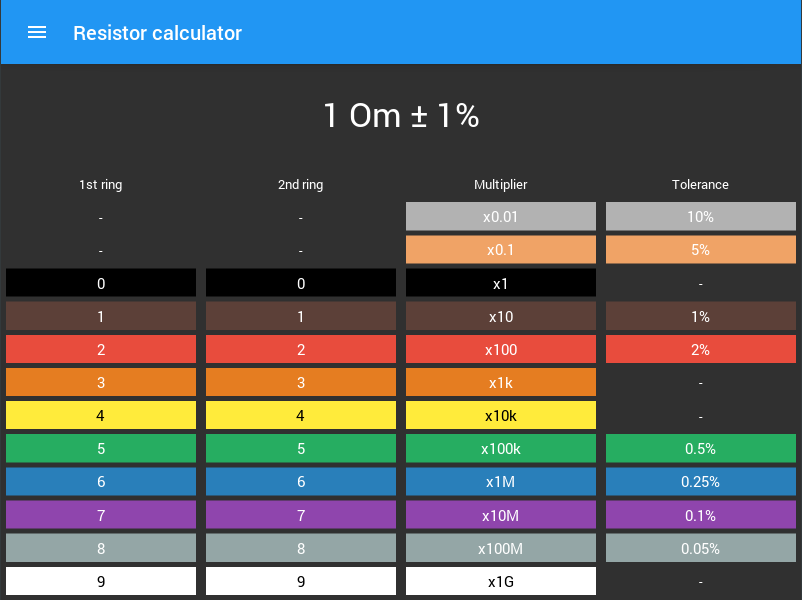 Resistor calculator
1 Om ± 1%
1st ring 2nd ring Multiplier Tolerance
- - x0.01 10%
- - x0.1 5%
0 0 x1 -
1 1 x10 1%
2 2 x100 2%
3 3 x1k -
4 4 x10k -
5 5 x100k 0.5%
6 6 x1M 0.25%
7 7 x10M 0.1%
8 8 x100M 0.05%
9 9 x1G -